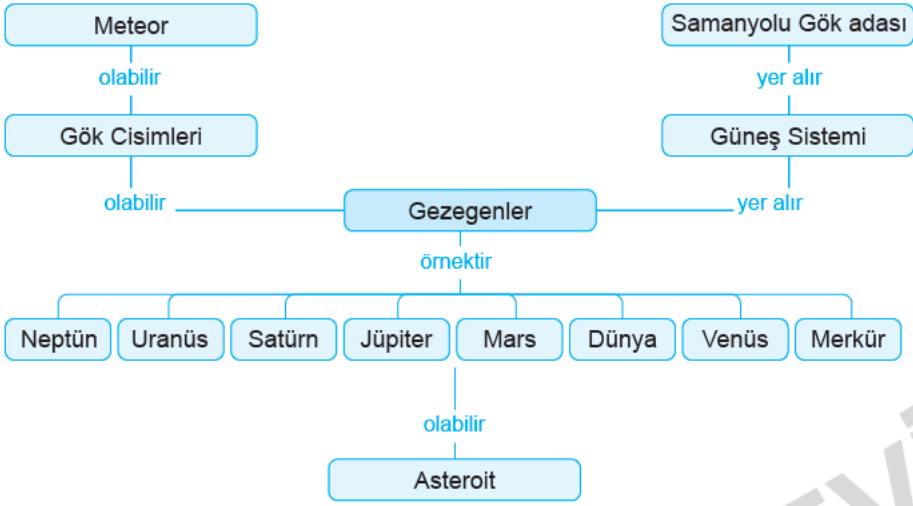 Meteor
Samanyolu Gök adası
olabilir
yer alır
Gök Cisimleri
Güneş Sistemi
olabilir
Gezegenler
yer alır
örnektir
Neptün
Uranüs
Satürn
Jüpiter
Mars
Dünya
Venüs
Merkür
olabilir
Asteroit